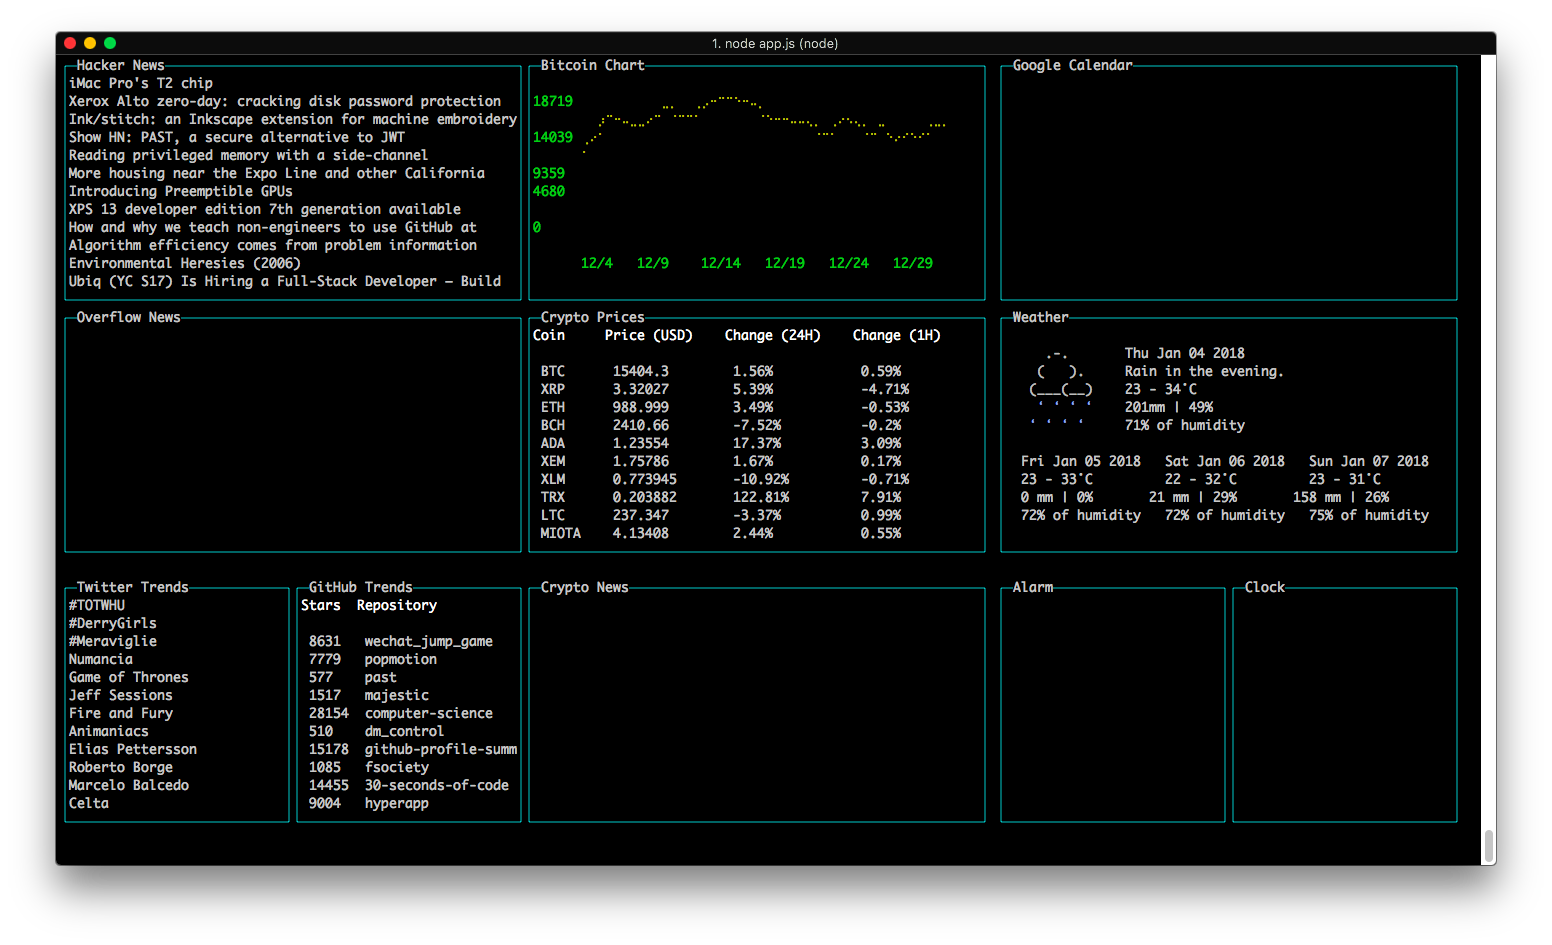 1. node app.js (node)
Hacker News
iMac Pro's T2 chip
Xerox Alto zero-day: cracking disk password protection
Ink/stitch: an Inkscape extension for machine embroidery
Show HN: PAST, a secure alternative to JWT
Reading privileged memory with a side-channel
More housing near the Expo Line and other California
Introducing Preemptible GPUs
XPS 13 developer edition 7th generation available
How and why we teach non-engineers to use GitHub at
Algorithm efficiency comes from problem information
Environmental Heresies (2006)
Ubiq (YC S17) Is Hiring a Full-Stack Developer – Build
Bitcoin Chart
18719
14039
9359
4680
0
12/4 12/9 12/14 12/19 12/24 12/29
Google Calendar
Overflow News
Crypto Prices
Coin Price (USD) Change (24H) Change (1H)
BTC 15404.3 1.56% 0.59%
XRP 3.32027 5.39% -4.71%
ETH 988.999 3.49% -0.53%
BCH 2410.66 -7.52% -0.2%
ADA 1.23554 17.37% 3.09%
XEM 1.75786 1.67% 0.17%
XLM 0.773945 -10.92% -0.71%
TRX 0.203882 122.81% 7.91%
LTC 237.347 -3.37% 0.99%
MIOTA 4.13408 2.44% 0.55%
Weather
Thu Jan 04 2018
Rain in the evening.
23 - 34°C
201mm | 49%
71% of humidity
Fri Jan 05 2018 Sat Jan 06 2018 Sun Jan 07 2018
23 - 33°C 22 - 32°C 23 - 31°C
0 mm | 0% 21 mm | 29% 158 mm | 26%
72% of humidity 72% of humidity 75% of humidity
Twitter Trends
#TOTWHU
#DerryGirls
#Meraviglie
Numancia
Game of Thrones
Jeff Sessions
Fire and Fury
Animaniacs
Elias Pettersson
Roberto Borge
Marcelo Balcedo
Celta
GitHub Trends
Stars Repository
8631 wechat_jump_game
7779 popmotion
577 past
1517 majestic
28154 computer-science
510 dm_control
15178 github-profile-summ
1085 fsociety
14455 30-seconds-of-code
9004 hyperapp
Crypto News
Alarm
Clock